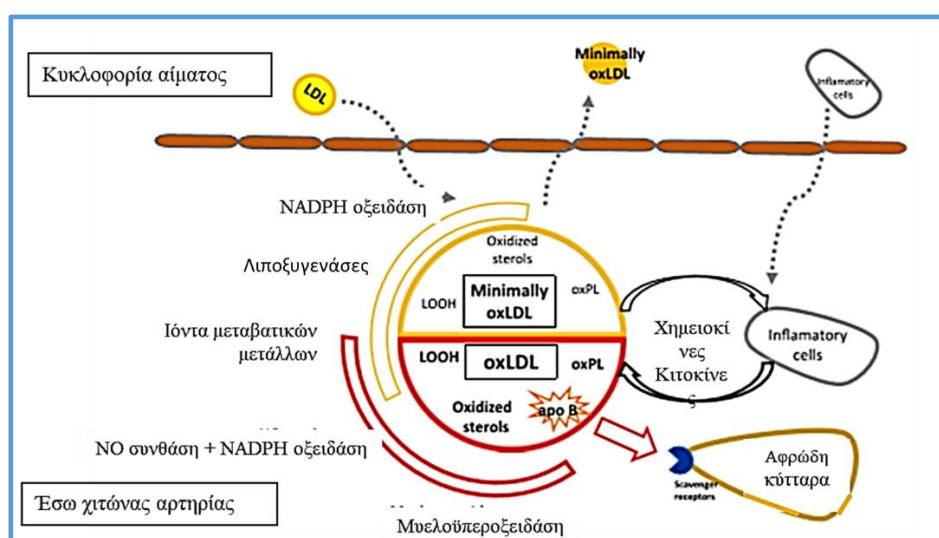 Κυκλοφορία αίματος
LDL
Minimally
oxLDL
Inflamatory
cells
NADPH οξειδάση
Λιποξυγενάσες
Ιόντα μεταβατικών
μετάλλων
Oxidized
sterols
LOOH
Minimally
oxLDL
oxPL
LOOH
oxLDL
oxPL
Oxidized
sterols
apo B
Χημειοκί
νες
Κιτοκίνε
ς
Inflamatory
cells
NO συνθάση + NADPH οξειδάση
Scavenger
receptors
Αφρώδη
κύτταρα
Έσω χιτώνας αρτηρίας
Μυελοϋπεροξειδάση